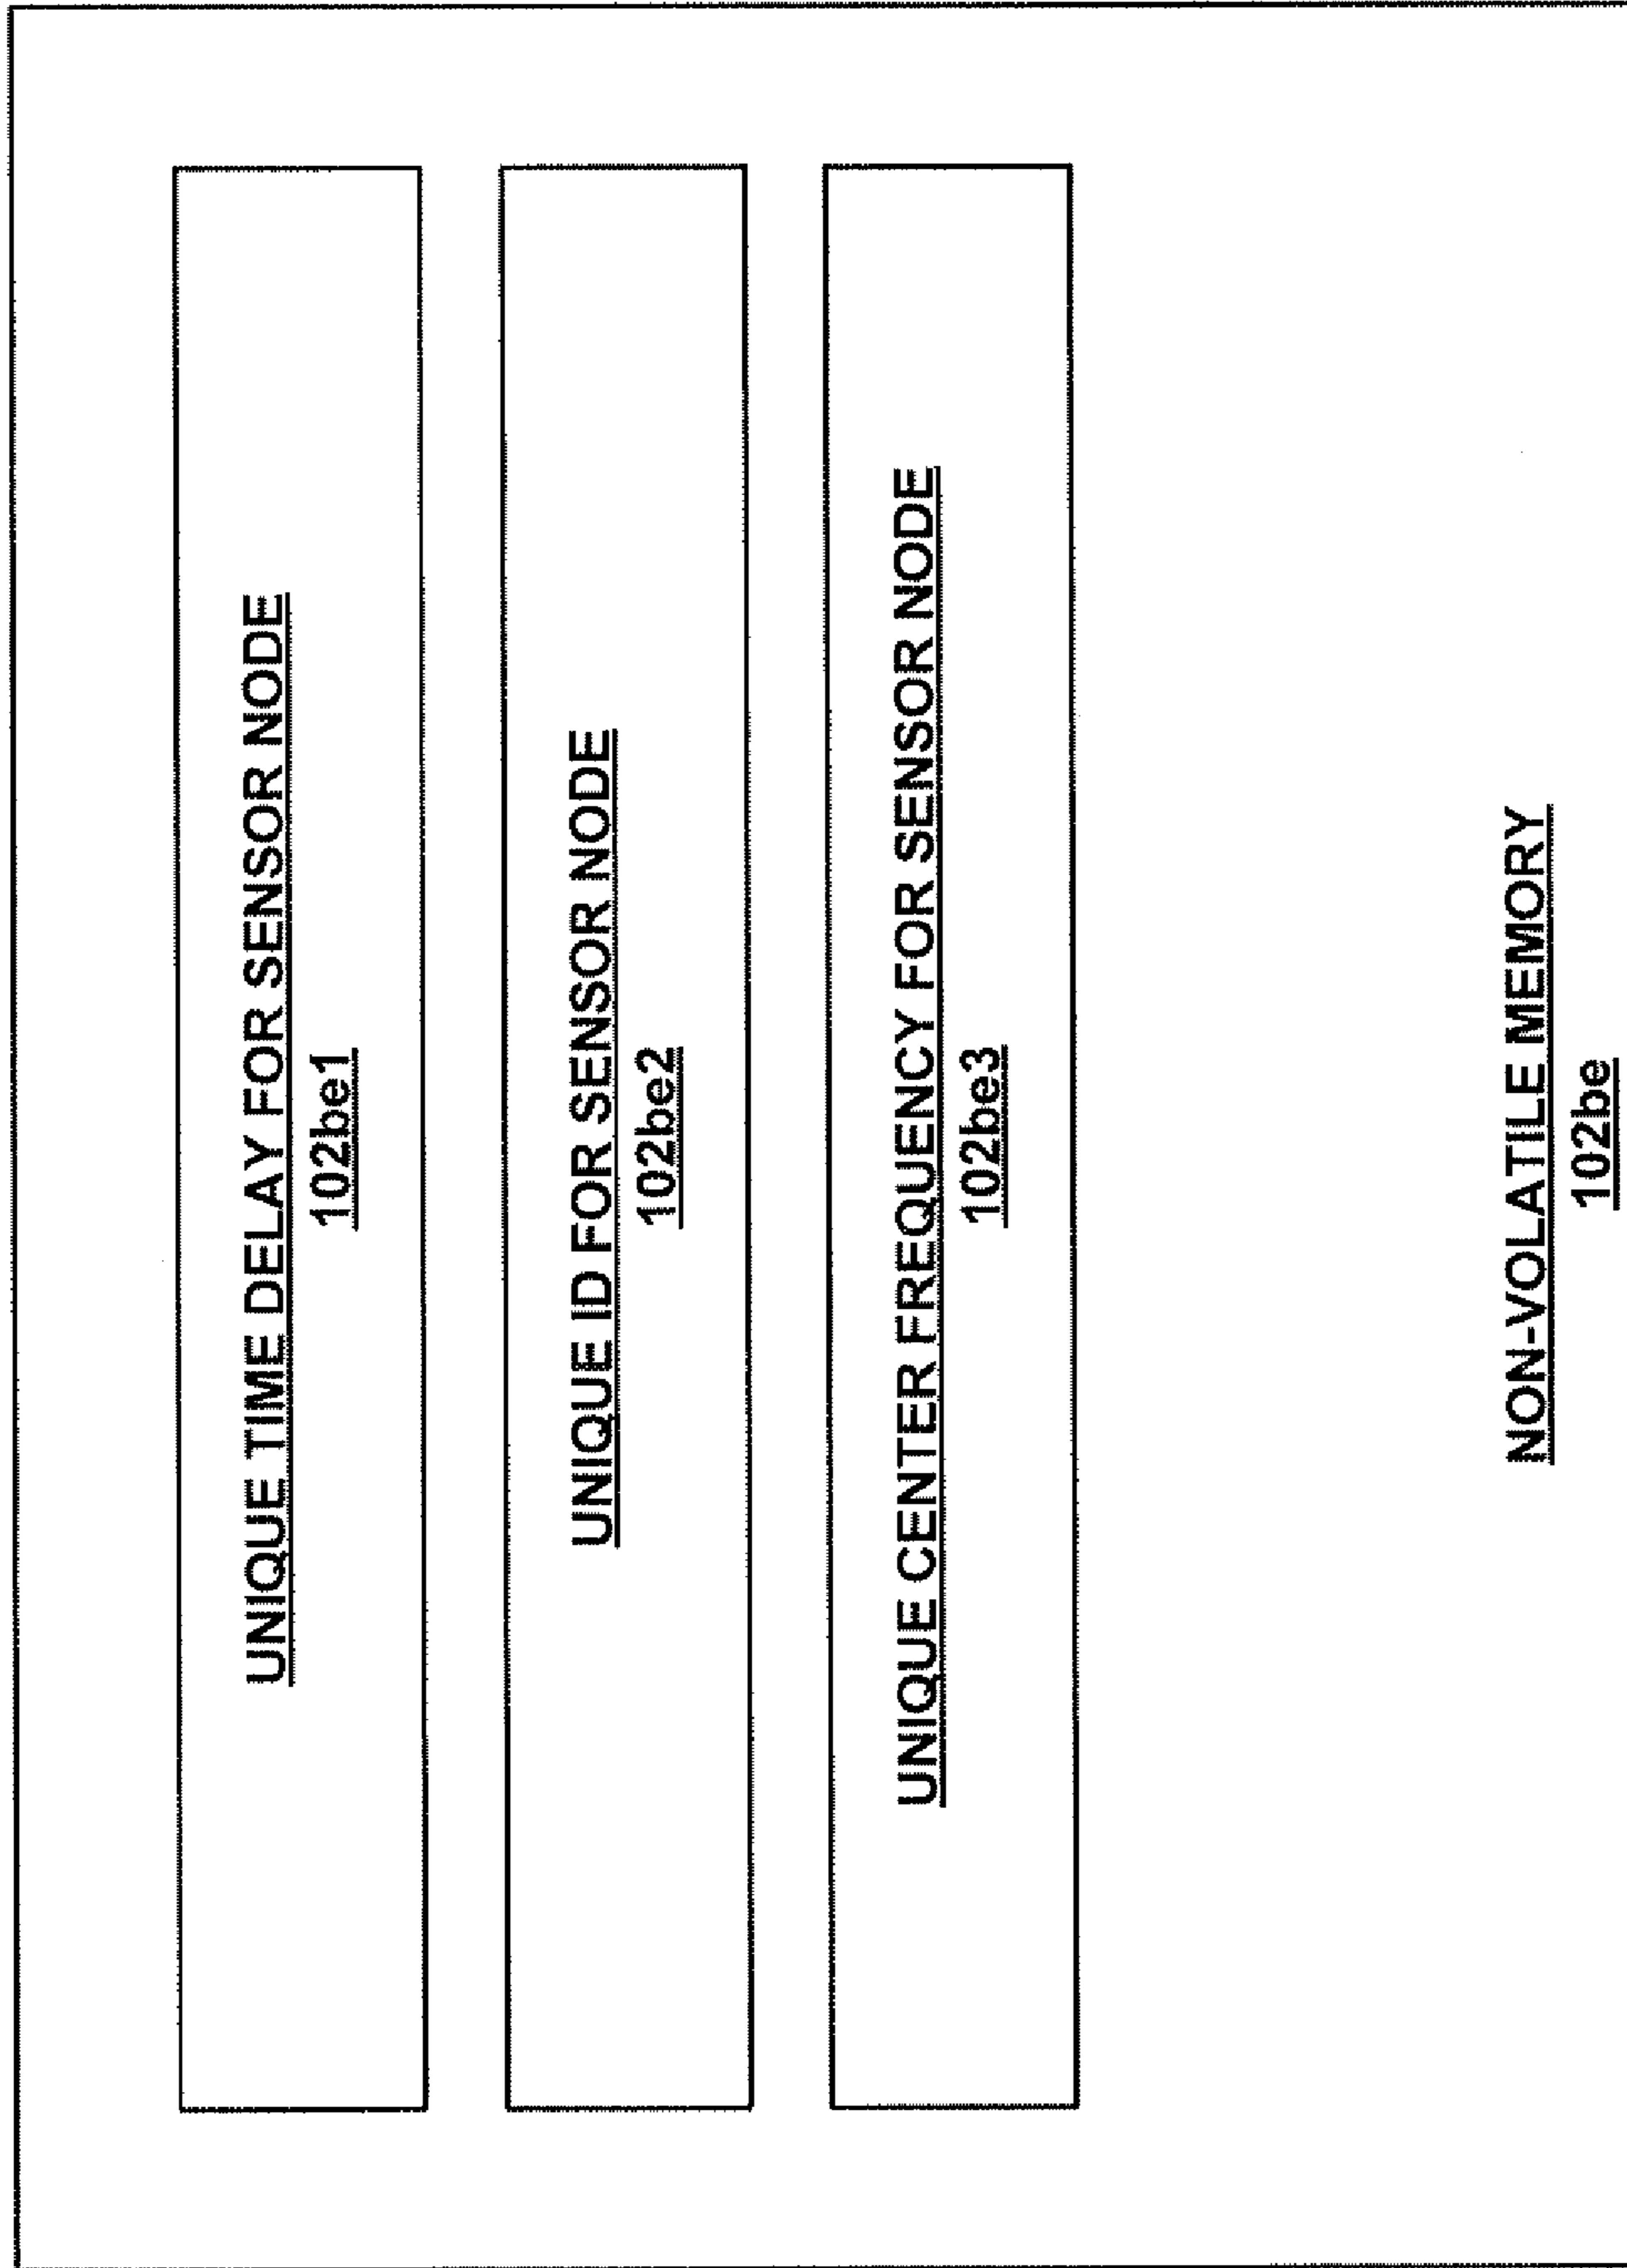 UNIQUE TIME DELAY FOR SENSOR NODE
102be1
UNIQUE ID FOR SENSOR NODE
102be2
UNIQUE CENTER FREQUENCY FOR SENSOR NODE
102be3
NON-VOLATILE MEMORY
102be